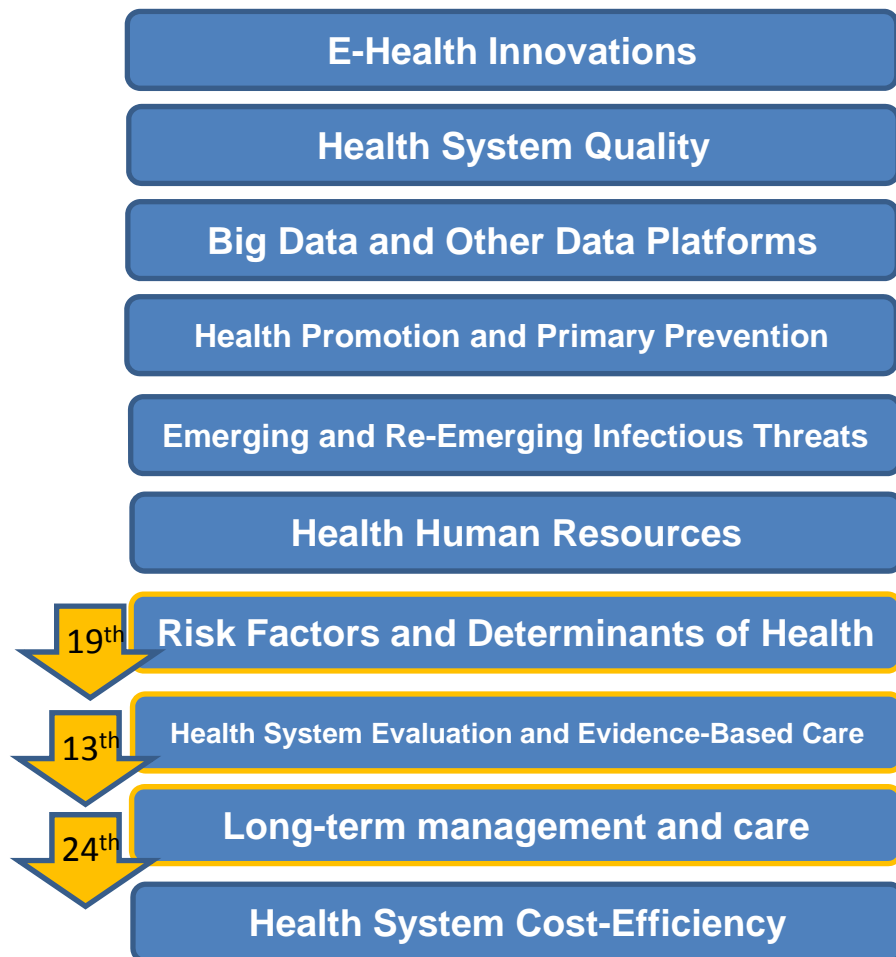 E-Health Innovations
Health System Quality
Big Data and Other Data Platforms
Health Promotion and Primary Prevention
Emerging and Re-Emerging Infectious Threats
Health Human Resources
19th Risk Factors and Determinants of Health
13th Health System Evaluation and Evidence-Based Care
24th Long-term management and care
Health System Cost-Efficiency